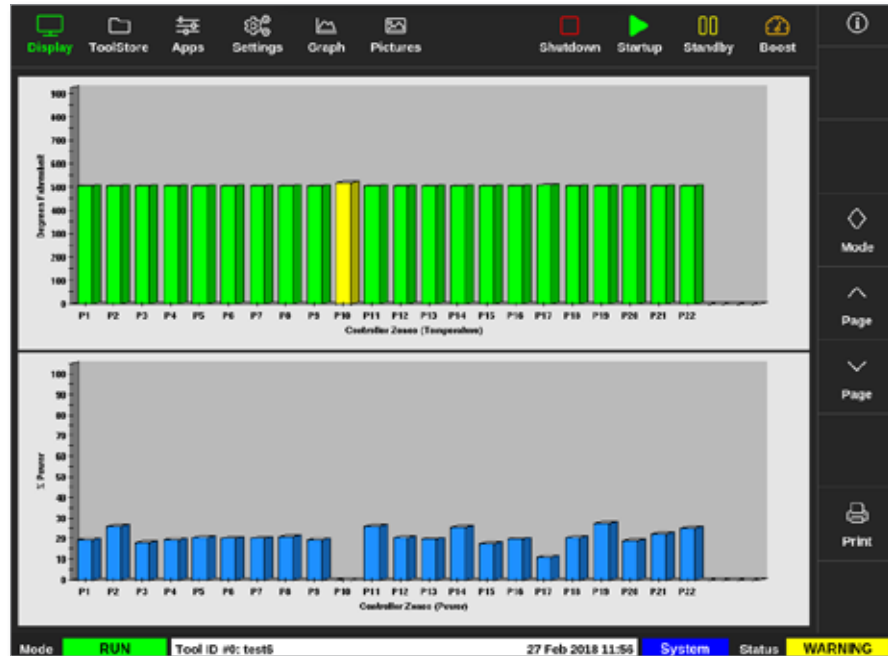 Display ToolStore Apps Settings Graph Pictures Shutdown Startup Standby Boost
Mode
Page
Page
Print
Degrees Fahrenheit
900
800
700
600
500
400
300
200
100
0
P1 P2 P3 P4 P5 P6 P7 P8 P9 P10 P11 P12 P13 P14 P15 P16 P17 P18 P19 P20 P21 P22
Controller Zones (Temperature)
% Power
100
90
80
70
60
50
40
30
20
10
0
P1 P2 P3 P4 P5 P6 P7 P8 P9 P10 P11 P12 P13 P14 P15 P16 P17 P18 P19 P20 P21 P22
Controller Zones (Power)
Mode RUN Tool ID #0: test6 27 Feb 2018 11:56 System Status WARNING